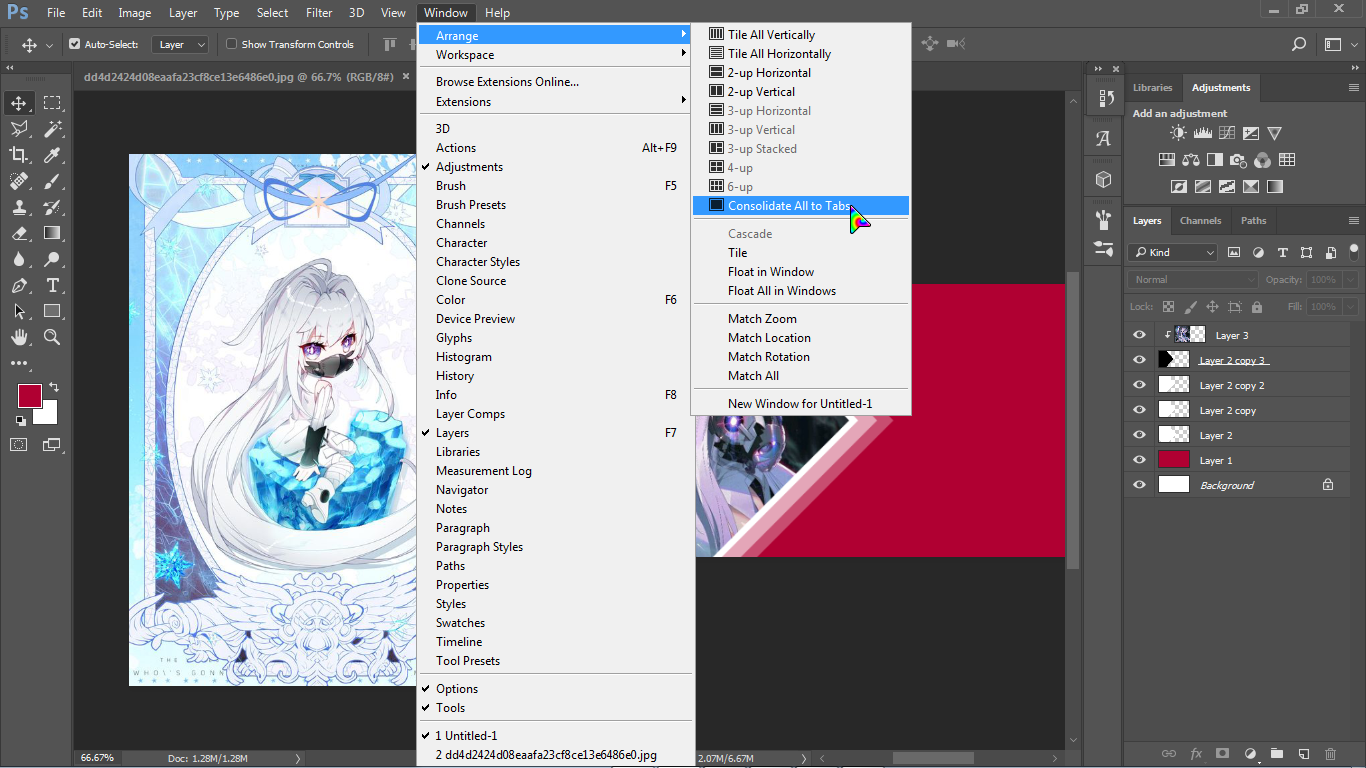 Ps File Edit Image Layer Type Select Filter 3D View Window Help
Auto-Select: Layer Show Transform Controls
dd4d2424d08eaafa23cf8ce13e6486e0.jpg @ 66.7% (RGB/8#)
Arrange
Workspace
Browse Extensions Online...
Extensions
3D
Actions Alt+F9
Adjustments
Brush F5
Brush Presets
Channels
Character
Character Styles
Clone Source
Color F6
Device Preview
Glyphs
Histogram
History
Info F8
Layer Comps
Layers F7
Libraries
Measurement Log
Navigator
Notes
Paragraph
Paragraph Styles
Paths
Properties
Styles
Swatches
Timeline
Tool Presets
Options
Tools
1 Untitled-1
2 dd4d2424d08eaafa23cf8ce13e6486e0.jpg
Tile All Vertically
Tile All Horizontally
2-up Horizontal
2-up Vertical
3-up Horizontal
3-up Vertical
3-up Stacked
4-up
6-up
Consolidate All to Tabs
Cascade
Tile
Float in Window
Float All in Windows
Match Zoom
Match Location
Match Rotation
Match All
New Window for Untitled-1
Libraries Adjustments
Add an adjustment
Layers Channels Paths
Kind
Normal Opacity: 100%
Lock: Fill: 100%
Layer 3
Layer 2 copy 3
Layer 2 copy 2
Layer 2 copy
Layer 2
Layer 1
Background
THE
WHO\'S GONN
66.67% Doc: 1.28M/1.28M
2.07M/6.67M